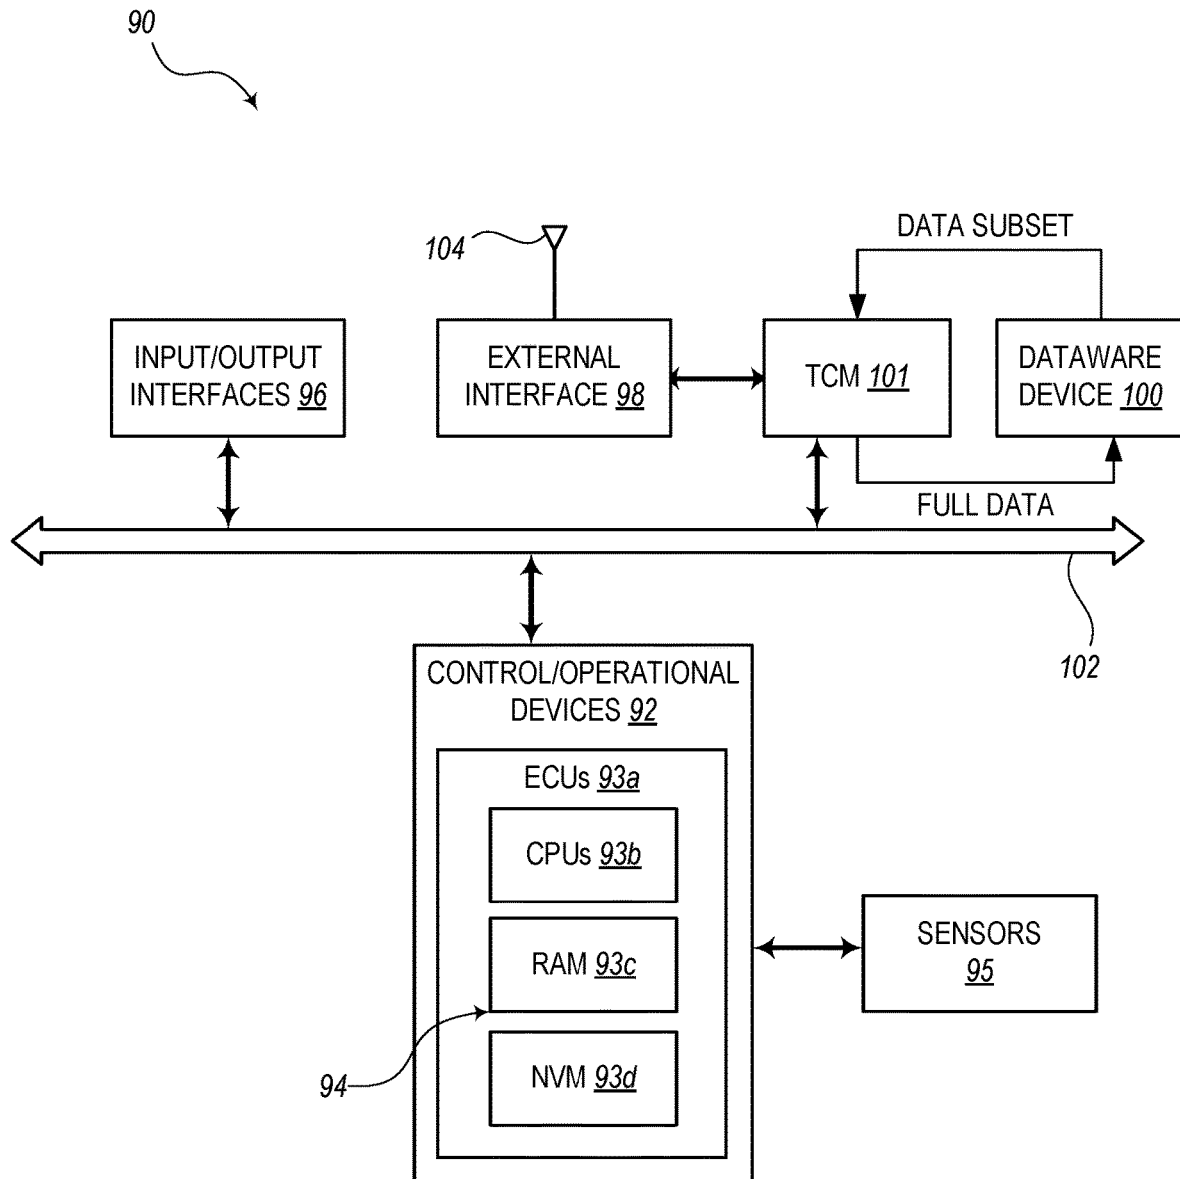 90
104
DATA SUBSET
INPUT/OUTPUT
INTERFACES 96
EXTERNAL
INTERFACE 98
TCM 101
DATAWARE
DEVICE 100
FULL DATA
102
CONTROL/OPERATIONAL
DEVICES 92
ECUs 93a
CPUs 93b
RAM 93c
NVM 93d
94
SENSORS
95